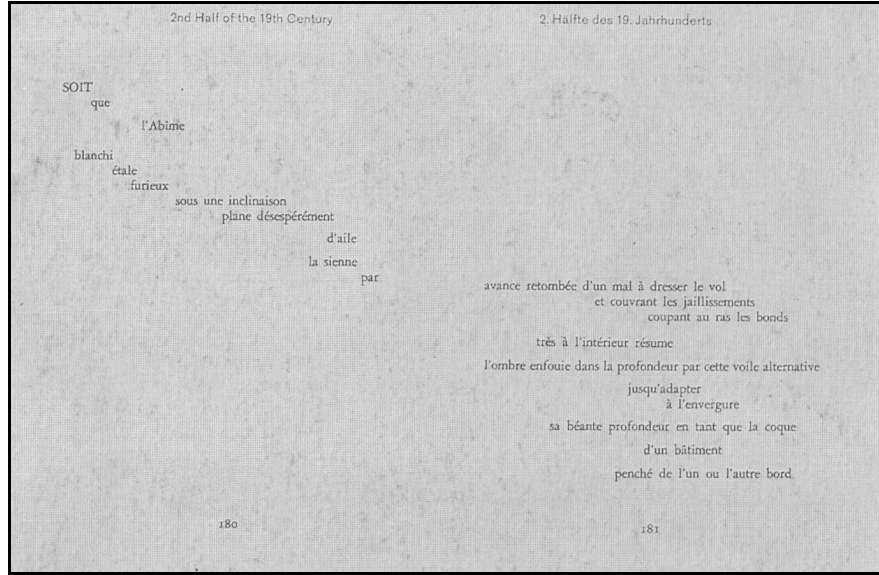 2nd Half of the 19th Century
SOIT
que
l'Abîme
blanchi
étale
furieux
sous une inclinaison
plane désespérément
d'aile
la sienne
par
180
2. Hälfte des 19. Jahrhunderts
avance retombée d'un mal à dresser le vol
et couvrant les jaillissements
coupant au ras les bonds
très à l'intérieur résume
l'ombre enfouie dans la profondeur par cette voile alternative
jusqu'adapter
à l'envergure
sa béante profondeur en tant que la coque
d'un bâtiment
penché de l'un ou l'autre bord
181